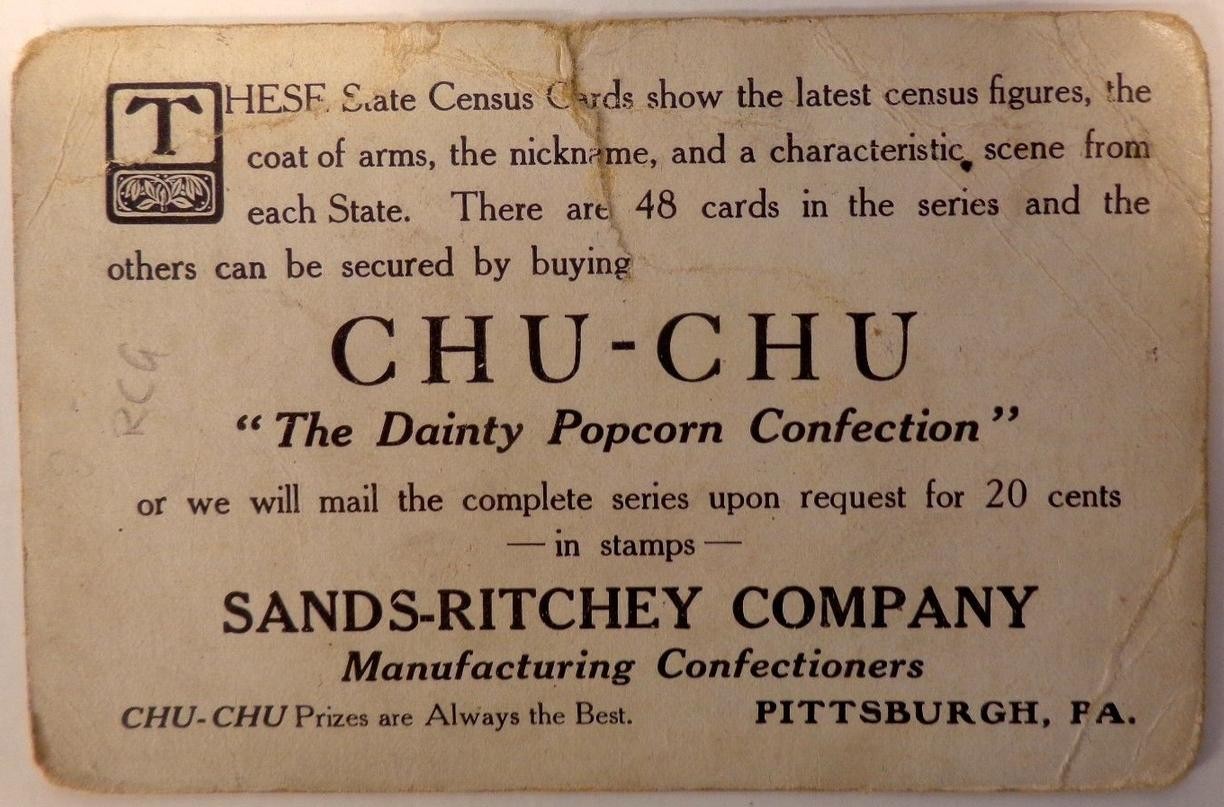 THESE State Census Cards show the latest census figures, the
coat of arms, the nickname, and a characteristic scene from
each State. There are 48 cards in the series and the
others can be secured by buying
CHU-CHU
"The Dainty Popcorn Confection"
or we will mail the complete series upon request for 20 cents
— in stamps —
SANDS-RITCHEY COMPANY
Manufacturing Confectioners
CHU-CHU Prizes are Always the Best. PITTSBURGH, PA.
RCG